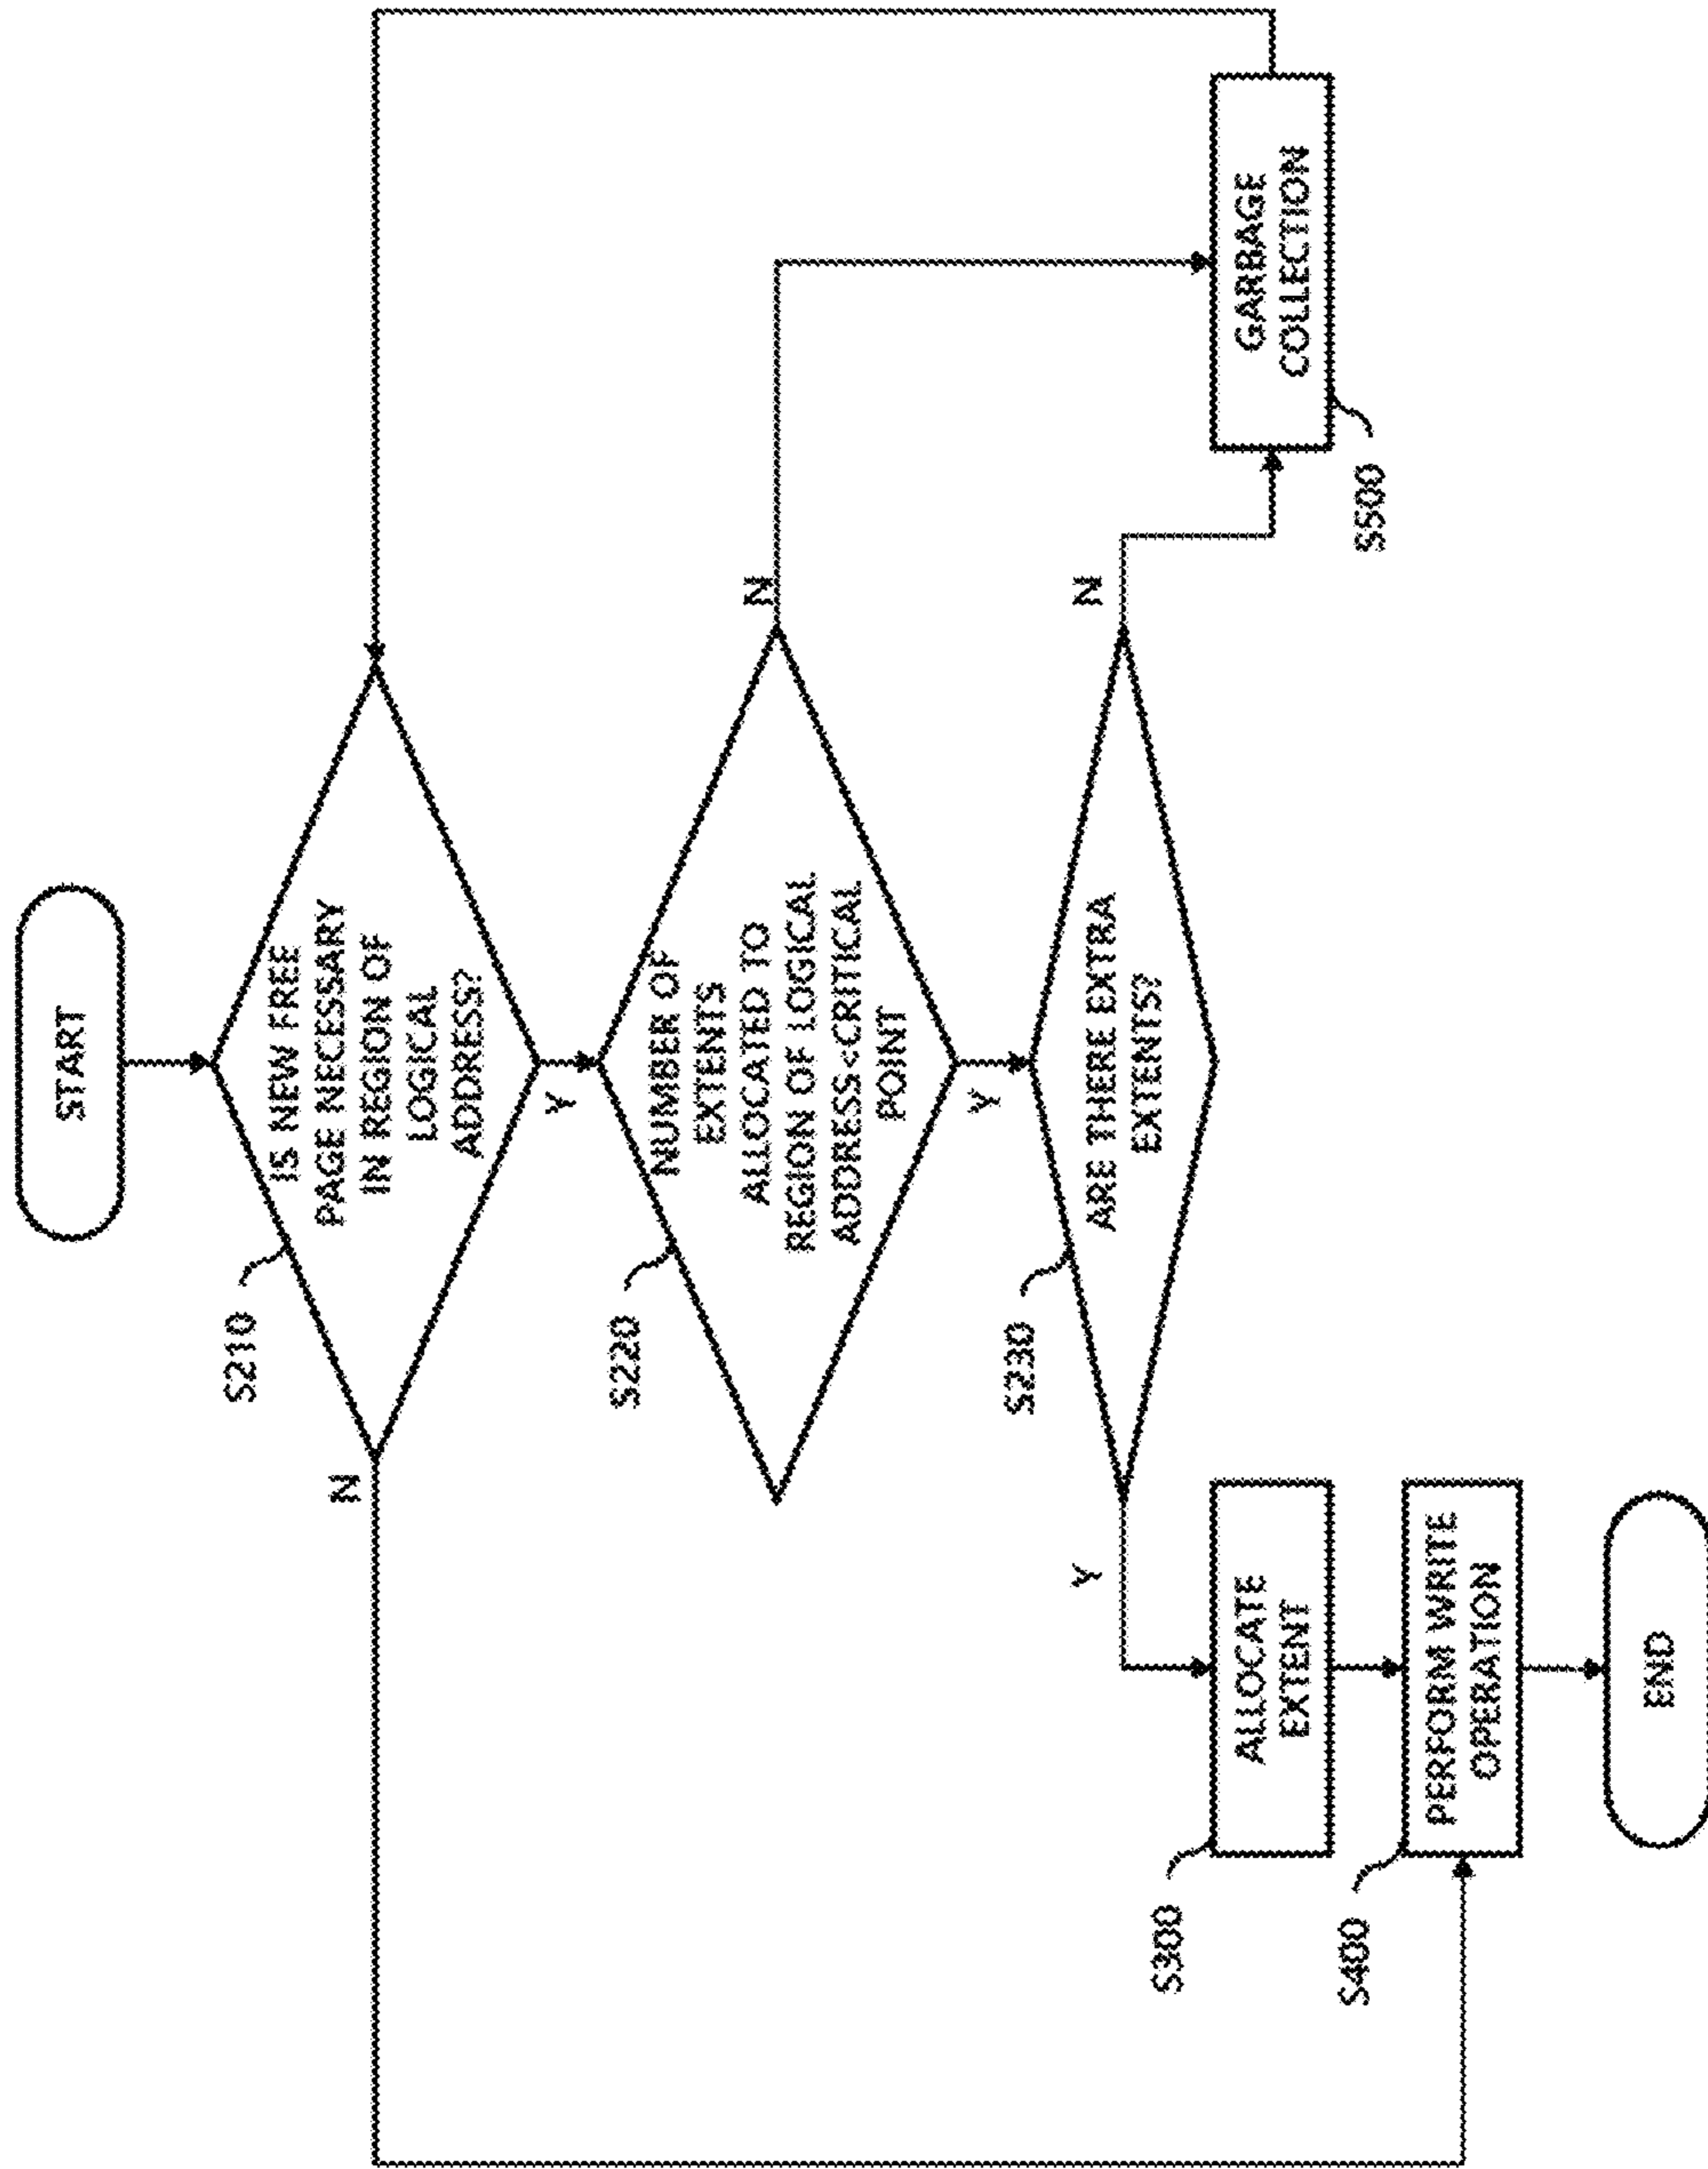 START
S210
IS NEW FREE
PAGE NECESSARY
IN REGION OF
LOGICAL
ADDRESS?
N
Y
S220
NUMBER OF
EXTENTS
ALLOCATED TO
REGION OF LOGICAL
ADDRESS<CRITICAL
POINT
N
Y
S230
ARE THERE EXTRA
EXTENTS?
Y
N
S300
ALLOCATE
EXTENT
GARBAGE
COLLECTION
S500
S400
PERFORM WRITE
OPERATION
END